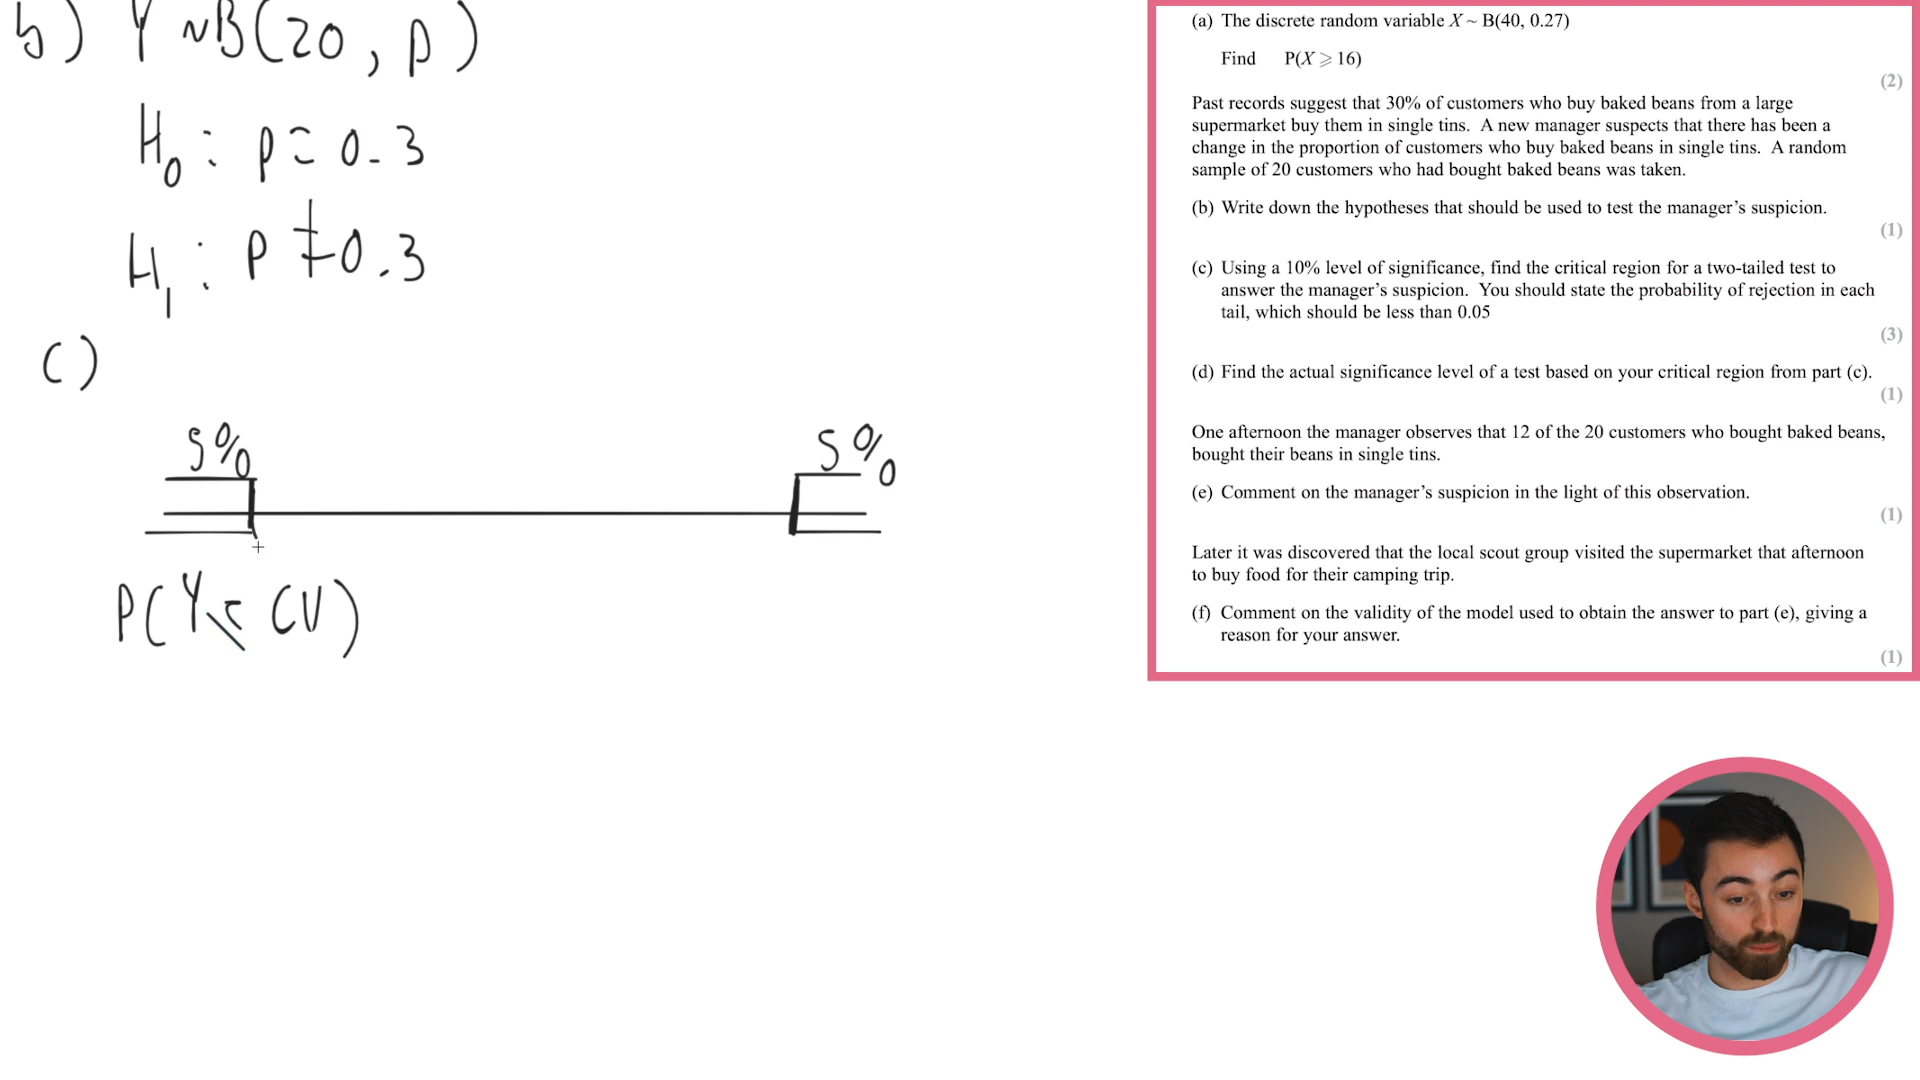 b) Y ~ B(20, p)
H₀ : p = 0.3
H₁ : p ≠ 0.3
c)
5% 5%
P(Y ⩽ CV)
(a) The discrete random variable X ~ B(40, 0.27)
Find P(X ⩾ 16)
(2)
Past records suggest that 30% of customers who buy baked beans from a large
supermarket buy them in single tins. A new manager suspects that there has been a
change in the proportion of customers who buy baked beans in single tins. A random
sample of 20 customers who had bought baked beans was taken.
(b) Write down the hypotheses that should be used to test the manager’s suspicion.
(1)
(c) Using a 10% level of significance, find the critical region for a two-tailed test to
answer the manager’s suspicion. You should state the probability of rejection in each
tail, which should be less than 0.05
(3)
(d) Find the actual significance level of a test based on your critical region from part (c).
(1)
One afternoon the manager observes that 12 of the 20 customers who bought baked beans,
bought their beans in single tins.
(e) Comment on the manager’s suspicion in the light of this observation.
(1)
Later it was discovered that the local scout group visited the supermarket that afternoon
to buy food for their camping trip.
(f) Comment on the validity of the model used to obtain the answer to part (e), giving a
reason for your answer.
(1)